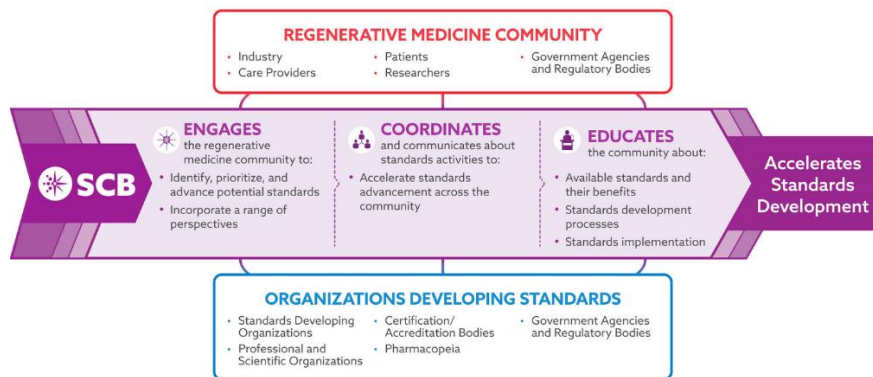 REGENERATIVE MEDICINE COMMUNITY
• Industry
• Care Providers
• Patients
• Researchers
• Government Agencies
and Regulatory Bodies
SCB
ENGAGES
the regenerative
medicine community to:
• Identify, prioritize, and
advance potential standards
• Incorporate a range of
perspectives
COORDINATES
and communicates about
standards activities to:
• Accelerate standards
advancement across the
community
EDUCATES
the community about:
• Available standards and
their benefits
• Standards development
processes
• Standards implementation
Accelerates
Standards
Development
ORGANIZATIONS DEVELOPING STANDARDS
• Standards Developing
Organizations
• Professional and
Scientific Organizations
• Certification/
Accreditation Bodies
• Pharmacopeia
• Government Agencies
and Regulatory Bodies